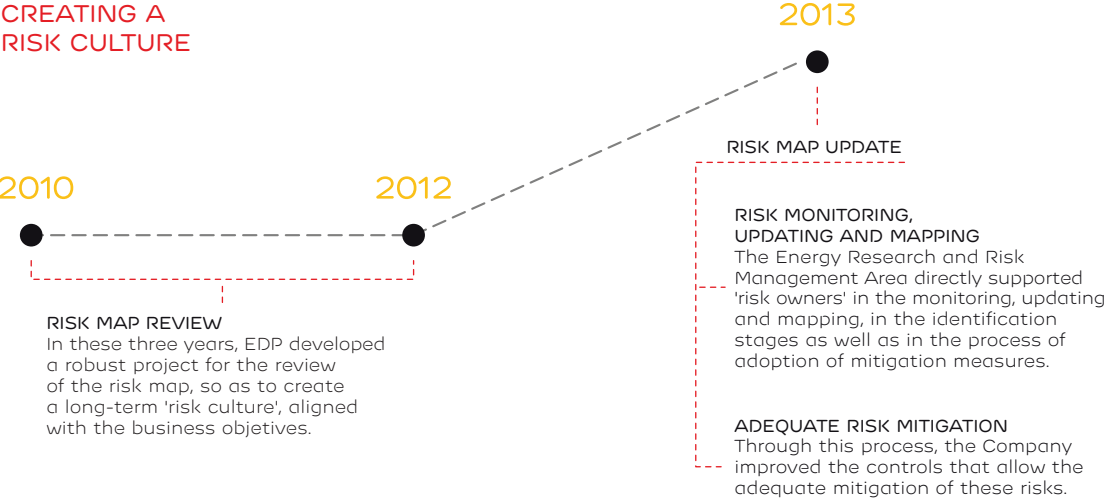 CREATING A
RISK CULTURE
2010
2012
RISK MAP REVIEW
In these three years, EDP developed
a robust project for the review
of the risk map, so as to create
a long-term 'risk culture', aligned
with the business objetives.
2013
RISK MAP UPDATE
RISK MONITORING,
UPDATING AND MAPPING
The Energy Research and Risk
Management Area directly supported
'risk owners' in the monitoring, updating
and mapping, in the identification
stages as well as in the process of
adoption of mitigation measures.
ADEQUATE RISK MITIGATION
Through this process, the Company
improved the controls that allow the
adequate mitigation of these risks.